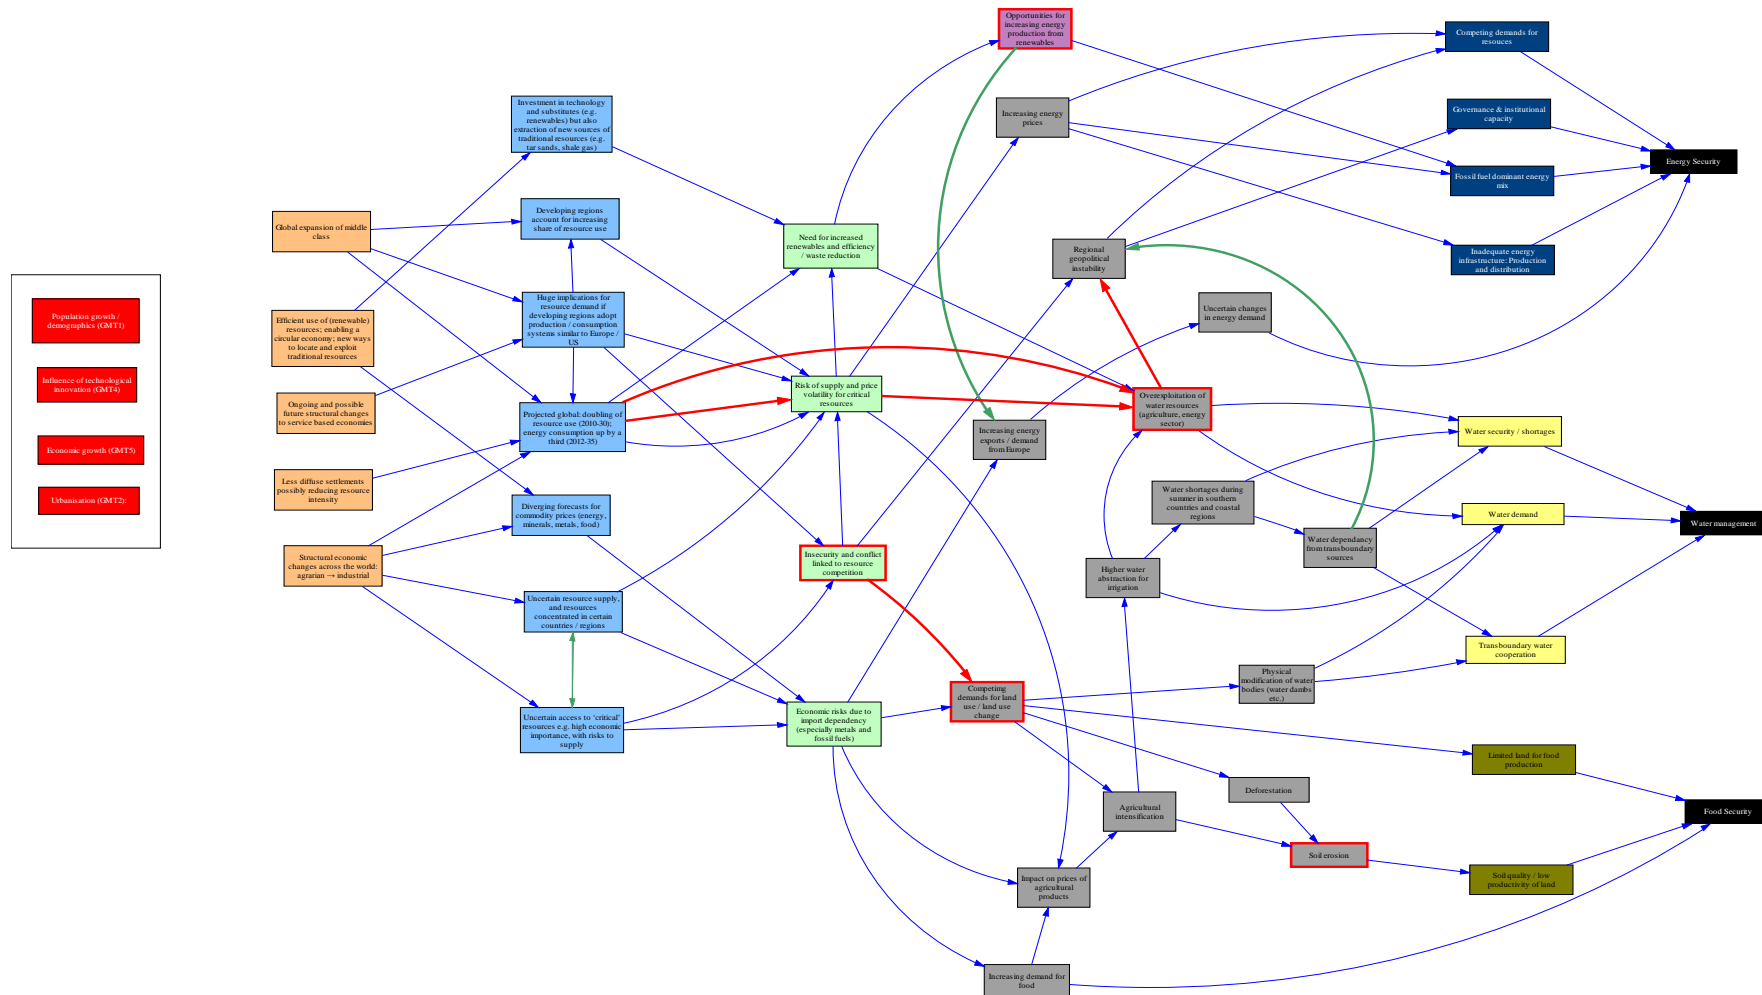 Population growth /
demographics (GMT1)
Influence of technological
innovation (GMT4)
Economic growth (GMT5)
Urbanisation (GMT2):
Global expansion of middle
class
Efficient use of (renewable)
resources; enabling a
circular economy; new ways
to locate and exploit
traditional resources
Ongoing and possible
future structural changes
to service based economies
Less diffuse settlements
possibly reducing resource
intensity
Structural economic
changes across the world:
agrarian → industrial
Investment in technology
and substitutes (e.g.
renewables) but also
extraction of new sources of
traditional resources (e.g.
tar sands, shale gas)
Developing regions
account for increasing
share of resource use
Huge implications for
resource demand if
developing regions adopt
production / consumption
systems similar to Europe /
US
Projected global: doubling of
resource use (2010-30);
energy consumption up by a
third (2012-35)
Diverging forecasts for
commodity prices (energy,
minerals, metals, food)
Uncertain resource supply,
and resources
concentrated in certain
countries / regions
Uncertain access to 'critical'
resources e.g. high economic
importance, with risks to
supply
Need for increased
renewables and efficiency
/ waste reduction
Risk of supply and price
volatility for critical
resources
Insecurity and conflict
linked to resource
competition
Economic risks due to
import dependency
(especially metals and
fossil fuels)
Opportunities for
increasing energy
production from
renewables
Increasing energy
prices
Regional
geopolitical
instability
Uncertain changes
in energy demand
Overexploitation of
water resources
(agriculture, energy
sector)
Increasing energy
exports / demand
from Europe
Water shortages during
summer in southern
countries and coastal
regions
Water dependancy
from transboundary
sources
Higher water
abstraction for
irrigation
Physical
modification of water
bodies (water dambs
etc.)
Competing
demands for land
use / land use
change
Deforestation
Agricultural
intensification
Soil erosion
Impact on prices of
agricultural
products
Increasing demand for
food
Competing demands for
resouces
Governance & institutional
capacity
Fossil fuel dominant energy
mix
Inadequate energy
infrastructure: Production
and distribution
Water security / shortages
Water demand
Transboundary water
cooperation
Limited land for food
production
Soil quality / low
productivity of land
Energy Security
Water management
Food Security